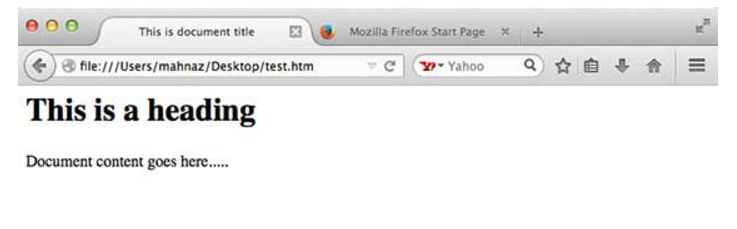 This is document title Mozilla Firefox Start Page
file:///Users/mahnaz/Desktop/test.htm Y7 Yahoo
This is a heading
Document content goes here.....